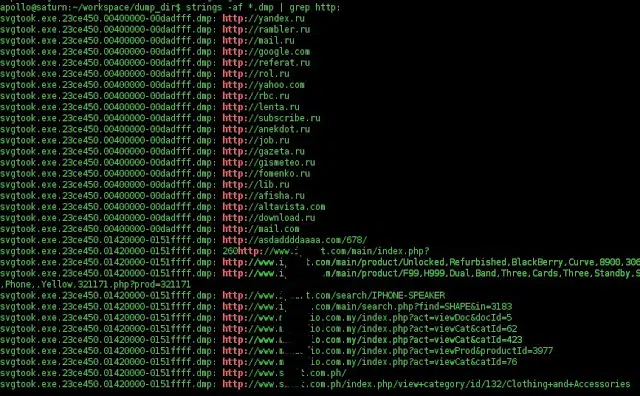 apollo@saturn:~/workspace/dump_dir$ strings -af *.dmp | grep http:
svgtook.exe.23ce450.00400000-00dadfff.dmp: http://yandex.ru
svgtook.exe.23ce450.00400000-00dadfff.dmp: http://rambler.ru
svgtook.exe.23ce450.00400000-00dadfff.dmp: http://mail.ru
svgtook.exe.23ce450.00400000-00dadfff.dmp: http://google.com
svgtook.exe.23ce450.00400000-00dadfff.dmp: http://referat.ru
svgtook.exe.23ce450.00400000-00dadfff.dmp: http://rol.ru
svgtook.exe.23ce450.00400000-00dadfff.dmp: http://yahoo.com
svgtook.exe.23ce450.00400000-00dadfff.dmp: http://rbc.ru
svgtook.exe.23ce450.00400000-00dadfff.dmp: http://lenta.ru
svgtook.exe.23ce450.00400000-00dadfff.dmp: http://subscribe.ru
svgtook.exe.23ce450.00400000-00dadfff.dmp: http://anekdot.ru
svgtook.exe.23ce450.00400000-00dadfff.dmp: http://job.ru
svgtook.exe.23ce450.00400000-00dadfff.dmp: http://gazeta.ru
svgtook.exe.23ce450.00400000-00dadfff.dmp: http://gismeteo.ru
svgtook.exe.23ce450.00400000-00dadfff.dmp: http://fomenko.ru
svgtook.exe.23ce450.00400000-00dadfff.dmp: http://lib.ru
svgtook.exe.23ce450.00400000-00dadfff.dmp: http://afisha.ru
svgtook.exe.23ce450.00400000-00dadfff.dmp: http://altavista.com
svgtook.exe.23ce450.00400000-00dadfff.dmp: http://download.ru
svgtook.exe.23ce450.00400000-00dadfff.dmp: http://mail.com
svgtook.exe.23ce450.01420000-0151ffff.dmp: http://asdaddddaaaa.com/678/
svgtook.exe.23ce450.01420000-0151ffff.dmp: 260http://www. t.com/main/index.php?
svgtook.exe.23ce450.01420000-0151ffff.dmp: http://www.i .com/main/product/Unlocked,Refurbished,BlackBerry,Curve,8900,306
svgtook.exe.23ce450.01420000-0151ffff.dmp: http://www.i .m/main/product/F99,H999,Dual,Band,Three,Cards,Three,Standby,S
,Phone,.Yellow,321171.php?prod=321171
svgtook.exe.23ce450.01420000-0151ffff.dmp: http://www. t.com/search/IPHONE-SPEAKER
svgtook.exe.23ce450.01420000-0151ffff.dmp: http://www.i .com/main/search.php?find=SHAPE&in=3183
svgtook.exe.23ce450.01420000-0151ffff.dmp: http://www.m io.com.my/index.php?act=viewDoc&docId=5
svgtook.exe.23ce450.01420000-0151ffff.dmp: http://www.m io.com.my/index.php?act=viewCat&catId=62
svgtook.exe.23ce450.01420000-0151ffff.dmp: http://www.m io.com.my/index.php?act=viewCat&catId=423
svgtook.exe.23ce450.01420000-0151ffff.dmp: http://www.m io.com.my/index.php?act=viewProd&productId=3977
svgtook.exe.23ce450.01420000-0151ffff.dmp: http://www.m io.com.my/index.php?act=viewCat&catId=76
svgtook.exe.23ce450.01420000-0151ffff.dmp: http://www.s t.com.ph/
svgtook.exe.23ce450.01420000-0151ffff.dmp: http://www.s t.com.ph/index.php/view+category/id/132/Clothing+and+Accessories